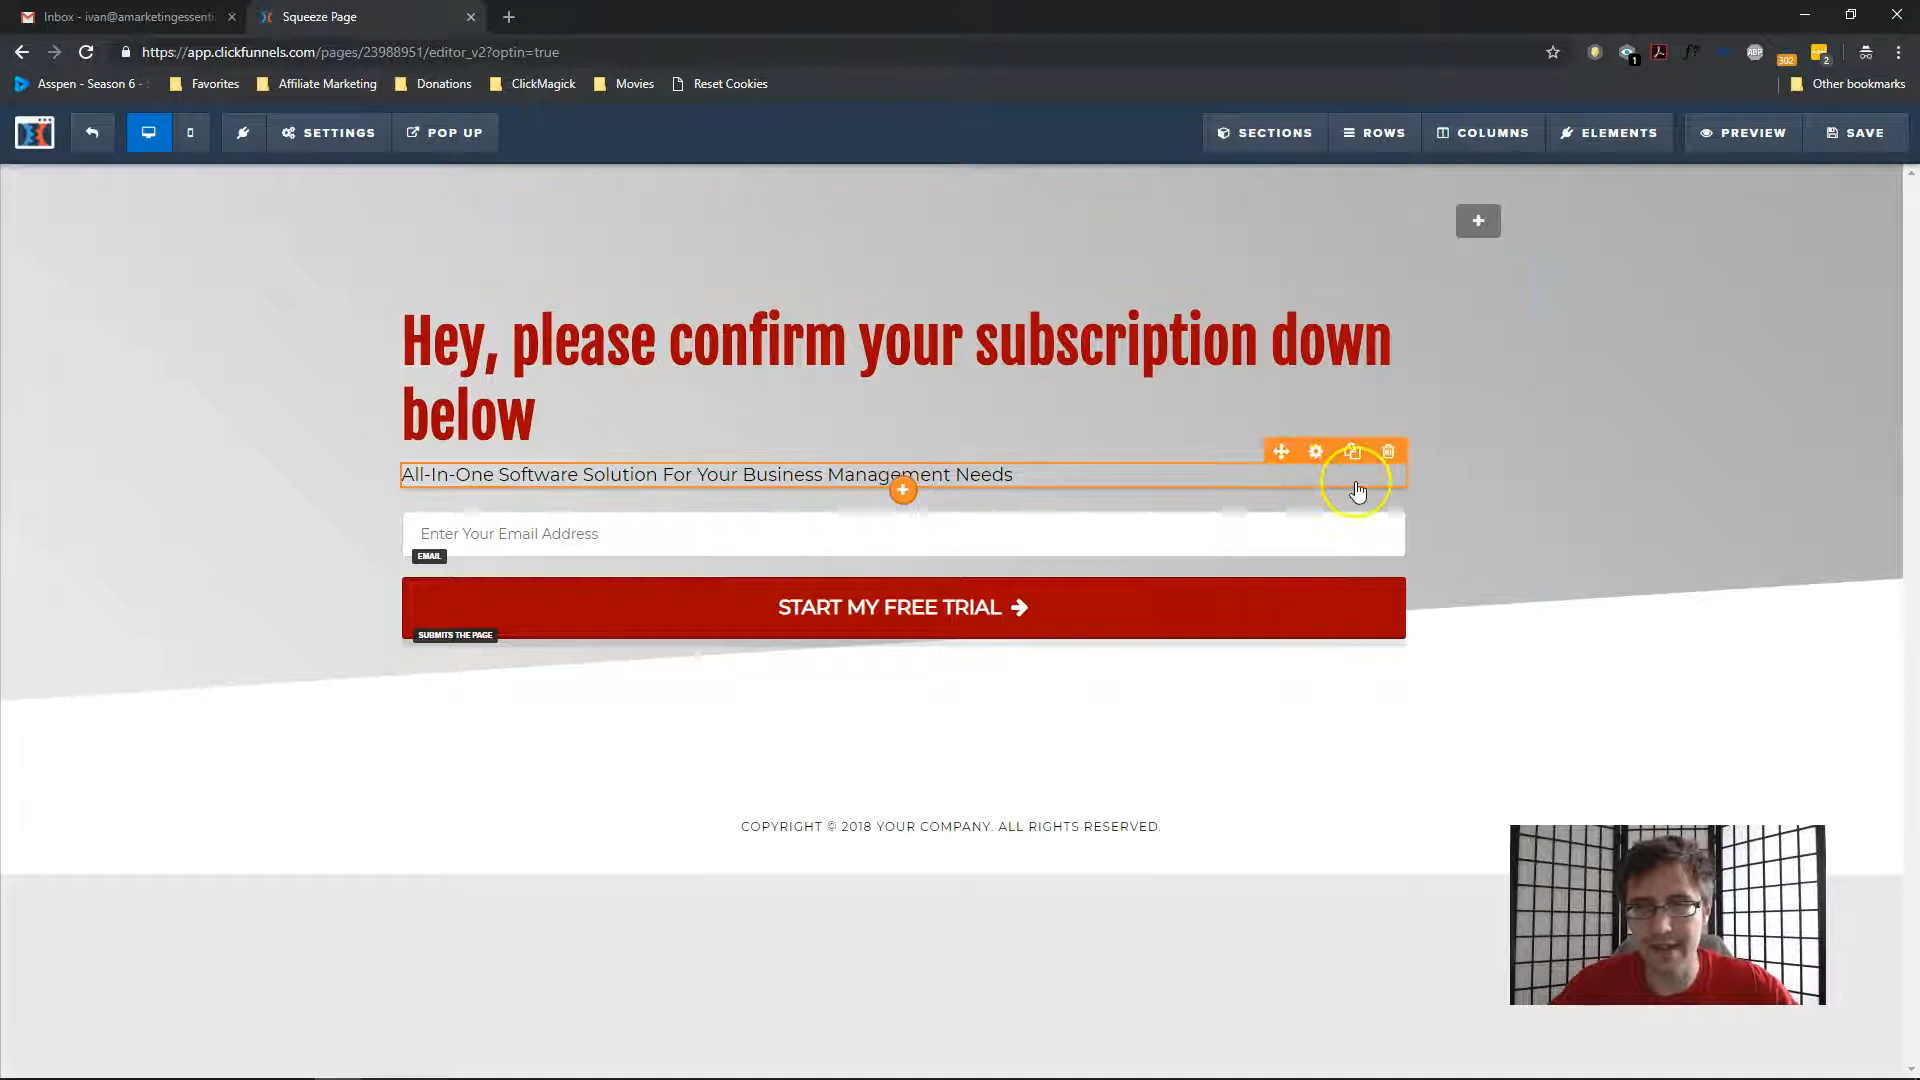 Inbox - ivan@amarketingessenti
Squeeze Page
https://app.clickfunnels.com/pages/23988951/editor_v2?optin=true
1
302
2
Asspen - Season 6 -
Favorites
Affiliate Marketing
Donations
ClickMagick
Movies
Reset Cookies
Other bookmarks
SETTINGS
POP UP
SECTIONS
ROWS
COLUMNS
ELEMENTS
PREVIEW
SAVE
Hey, please confirm your subscription down
below
All-In-One Software Solution For Your Business Management Needs
Enter Your Email Address
EMAIL
START MY FREE TRIAL
SUBMITS THE PAGE
COPYRIGHT © 2018 YOUR COMPANY. ALL RIGHTS RESERVED.